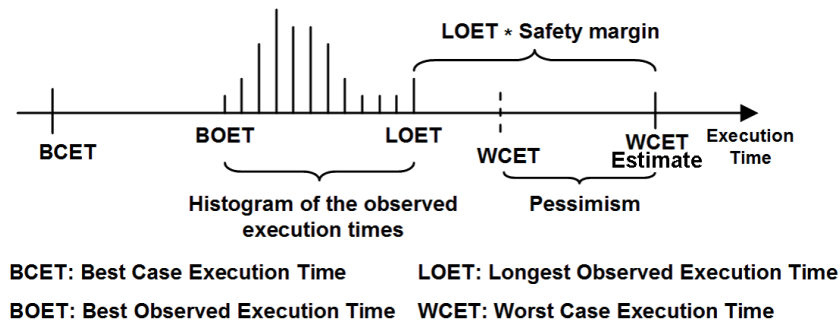 LOET * Safety margin
BCET
BOET
LOET
WCET
WCET
Estimate
Execution
Time
Histogram of the observed
execution times
Pessimism
BCET: Best Case Execution Time
LOET: Longest Observed Execution Time
BOET: Best Observed Execution Time
WCET: Worst Case Execution Time